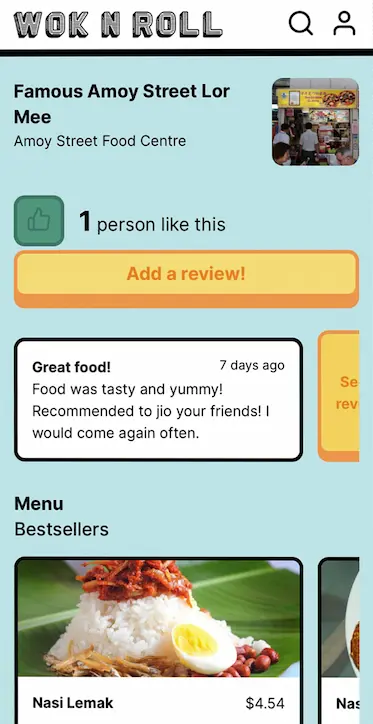 WOK N ROLL
Famous Amoy Street Lor
Mee
Amoy Street Food Centre
1 person like this
Add a review!
Great food!
7 days ago
Food was tasty and yummy!
Recommended to jio your friends! I
would come again often.
Se
rev
Menu
Bestsellers
Nasi Lemak
$4.54
Nas